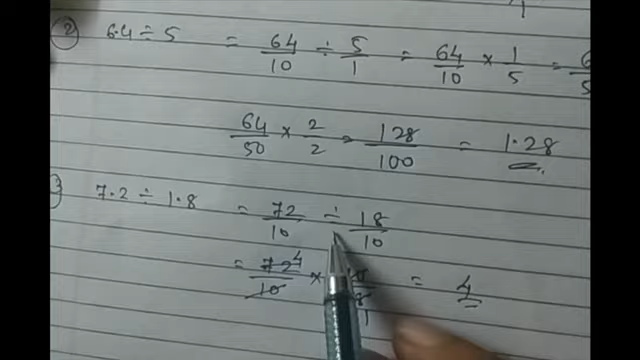 ② 6.4 ÷ 5 = 64/10 ÷ 5/1 = 64/10 × 1/5 =
64/50 × 2/2 = 128/100 = 1.28
7.2 ÷ 1.8 = 72/10 ÷ 18/10
= 72 4/10 × = 4